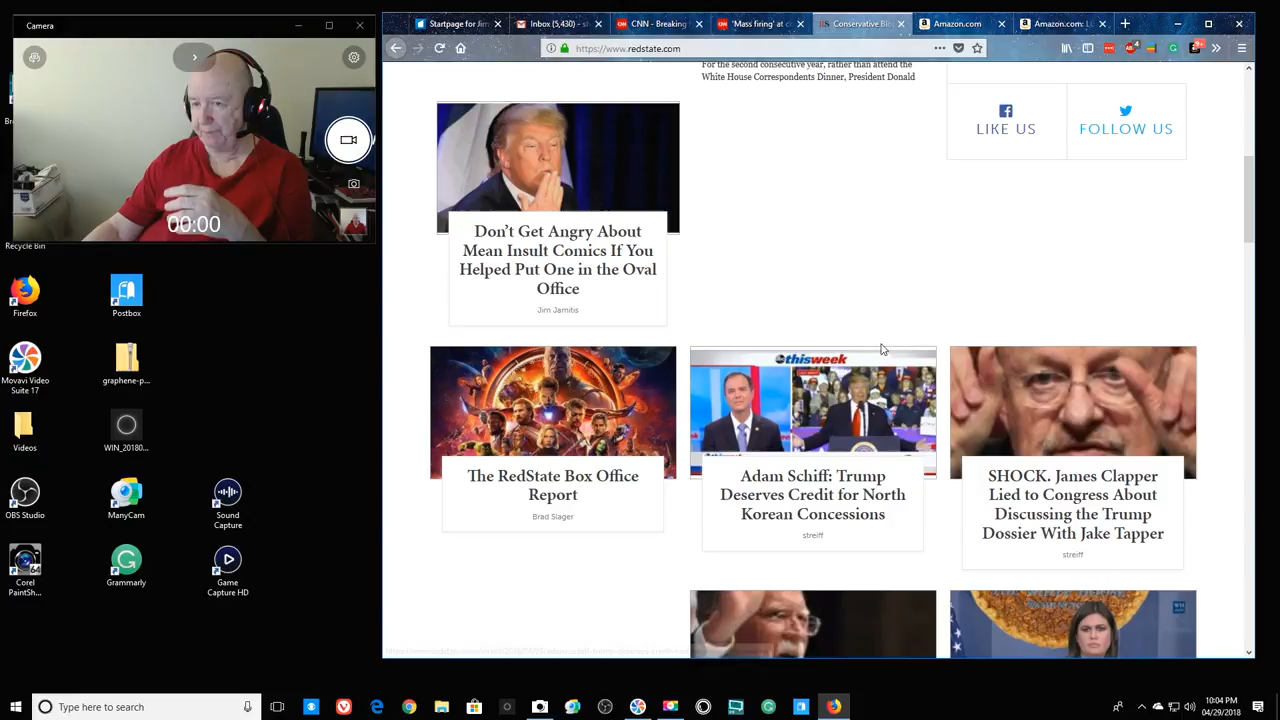 Camera
00:00
Recycle Bin
Firefox
Postbox
Movavi Video
Suite 17
graphene-p...
Videos
WIN_20180...
OBS Studio
ManyCam
Sound
Capture
Corel
PaintSh...
Grammarly
Game
Capture HD
Startpage for Jim
Inbox (5,430) - s
CNN - Breaking
'Mass firing' at c
Conservative Blo
Amazon.com
Amazon.com: L
https://www.redstate.com
For the second consecutive year, rather than attend the
White House Correspondents Dinner, President Donald
LIKE US
FOLLOW US
Don't Get Angry About
Mean Insult Comics If You
Helped Put One in the Oval
Office
Jim Jamitis
The RedState Box Office
Report
Brad Slager
thisweek
thisweek
Adam Schiff: Trump
Deserves Credit for North
Korean Concessions
streiff
SHOCK. James Clapper
Lied to Congress About
Discussing the Trump
Dossier With Jake Tapper
streiff
Type here to search
10:04 PM
04/29/2018